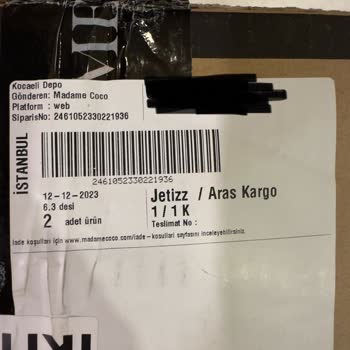 Kocaeli Depo
Gönderen: Madame Coco
Platform : web
SiparisNo: 2461052330221936
İSTANBUL
2461052330221936
12-12-2023
6.3 desi
2 adet ürün
Jetizz / Aras Kargo
1 / 1 K
Teslimat No :
İade koşulları için www.madamecoco.com/iade-kosullari sayfasını inceleyebilirsiniz.